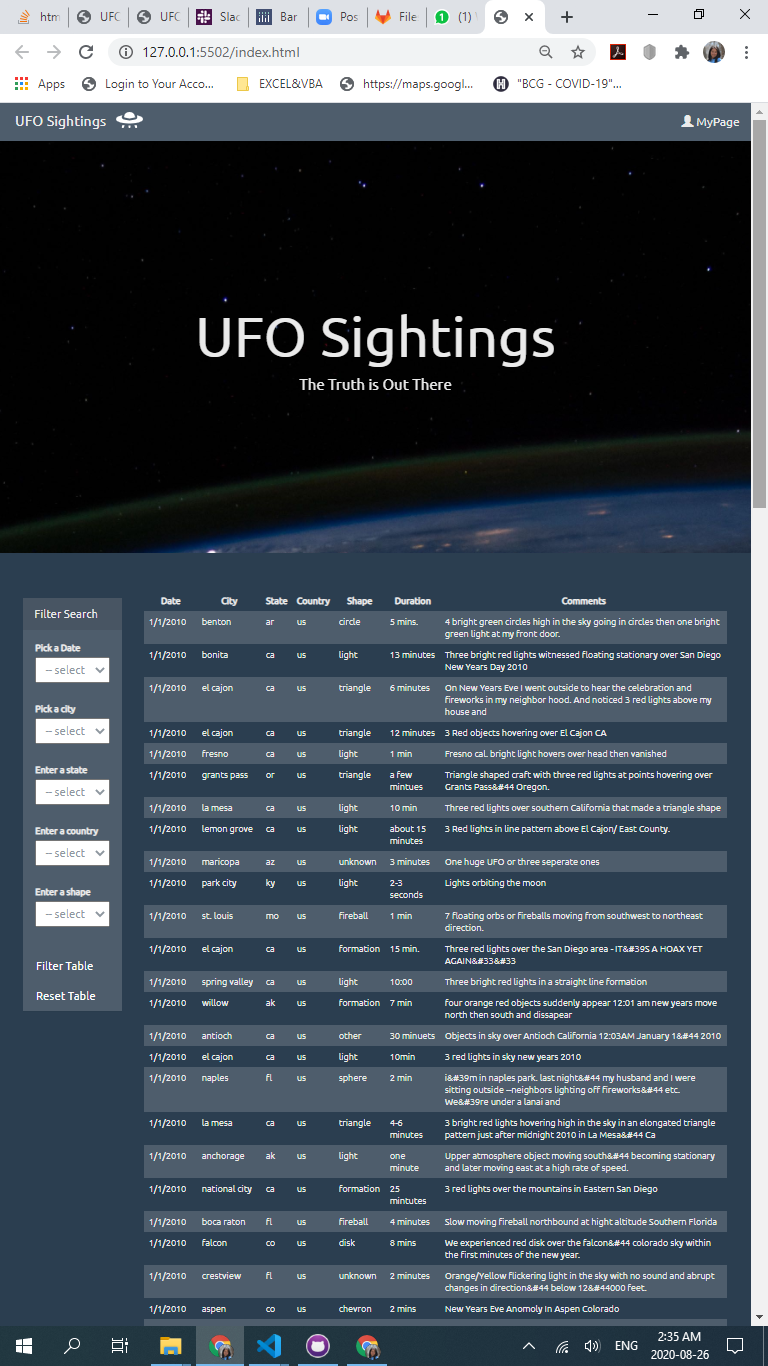 htm
UFC
UFC
Slac
Bar
Pos
File
(1)
127.0.0.1:5502/index.html
Apps
Login to Your Acco...
EXCEL&VBA
https://maps.googl...
"BCG - COVID-19"...
UFO Sightings
MyPage
UFO Sightings
The Truth is Out There
Filter Search
Pick a Date
-- select
Pick a city
-- select
Enter a state
-- select
Enter a country
-- select
Enter a shape
-- select
Filter Table
Reset Table
Date City State Country Shape Duration Comments
1/1/2010 benton ar us circle 5 mins. 4 bright green circles high in the sky going in circles then one bright
green light at my front door.
1/1/2010 bonita ca us light 13 minutes Three bright red lights witnessed floating stationary over San Diego
New Years Day 2010
1/1/2010 el cajon ca us triangle 6 minutes On New Years Eve I went outside to hear the celebration and
fireworks in my neighbor hood. And noticed 3 red lights above my
house and
1/1/2010 el cajon ca us triangle 12 minutes 3 Red objects hovering over El Cajon CA
1/1/2010 fresno ca us light 1 min Fresno cal. bright light hovers over head then vanished
1/1/2010 grants pass or us triangle a few Triangle shaped craft with three red lights at points hovering over
mintues Grants Pass&#44 Oregon.
1/1/2010 la mesa ca us light 10 min Three red lights over southern California that made a triangle shape
1/1/2010 lemon grove ca us light about 15 3 Red lights in line pattern above El Cajon/ East County.
minutes
1/1/2010 maricopa az us unknown 3 minutes One huge UFO or three seperate ones
1/1/2010 park city ky us light 2-3 Lights orbiting the moon
seconds
1/1/2010 st. louis mo us fireball 1 min 7 floating orbs or fireballs moving from southwest to northeast
direction.
1/1/2010 el cajon ca us formation 15 min. Three red lights over the San Diego area - IT&#39S A HOAX YET
AGAIN&#33&#33
1/1/2010 spring valley ca us light 10:00 Three bright red lights in a straight line formation
1/1/2010 willow ak us formation 7 min four orange red objects suddenly appear 12:01 am new years move
north then south and dissapear
1/1/2010 antioch ca us other 30 minuets Objects in sky over Antioch California 12:03AM January 1&#44 2010
1/1/2010 el cajon ca us light 10min 3 red lights in sky new years 2010
1/1/2010 naples fl us sphere 2 min i&#39m in naples park. last night&#44 my husband and I were
sitting outside --neighbors lighting off fireworks&#44 etc.
We&#39re under a lanai and
1/1/2010 la mesa ca us triangle 4-6 3 bright red lights hovering high in the sky in an elongated triangle
minutes pattern just after midnight 2010 in La Mesa&#44 Ca
1/1/2010 anchorage ak us light one Upper atmosphere object moving south&#44 becoming stationary
minute and later moving east at a high rate of speed.
1/1/2010 national city ca us formation 25 3 red lights over the mountains in Eastern San Diego
mintutes
1/1/2010 boca raton fl us fireball 4 minutes Slow moving fireball northbound at hight altitude Southern Florida
1/1/2010 falcon co us disk 8 mins We experienced red disk over the falcon&#44 colorado sky within
the first minutes of the new year.
1/1/2010 crestview fl us unknown 2 minutes Orange/Yellow flickering light in the sky with no sound and abrupt
changes in direction&#44 below 12&#44000 feet.
1/1/2010 aspen co us chevron 2 mins New Years Eve Anomoly In Aspen Colorado
ENG
2:35 AM
2020-08-26